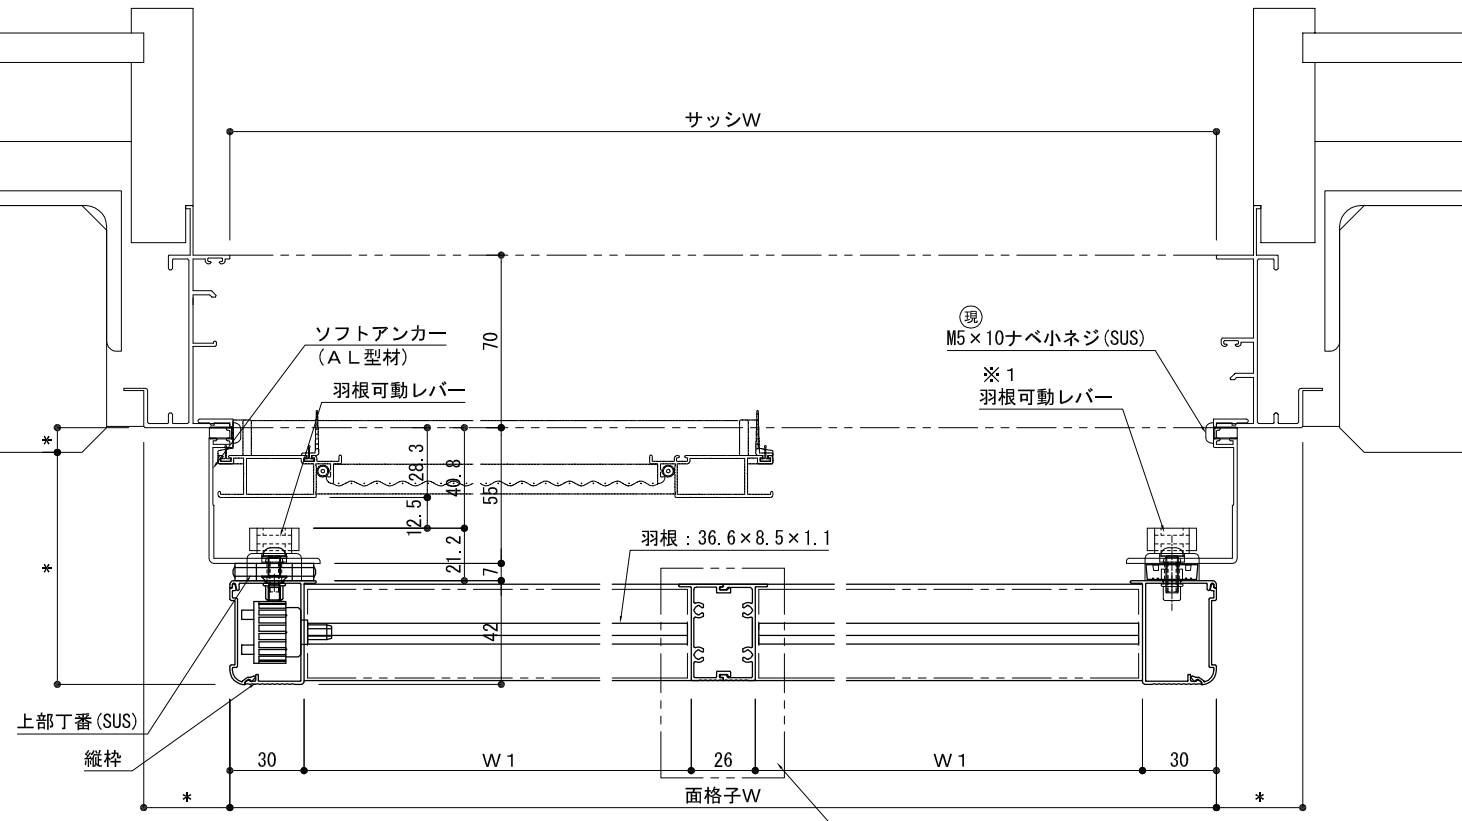 サッシW
ソフトアンカー
(AL型材)
羽根可動レバー
70
現
M5×10ナベ小ネジ(SUS)
※1
羽根可動レバー
*
28.3
40.8
55
12.5
21.2
7
42
*
羽根：36.6×8.5×1.1
上部丁番(SUS)
縦枠
30
W1
26
W1
30
*
面格子W
*